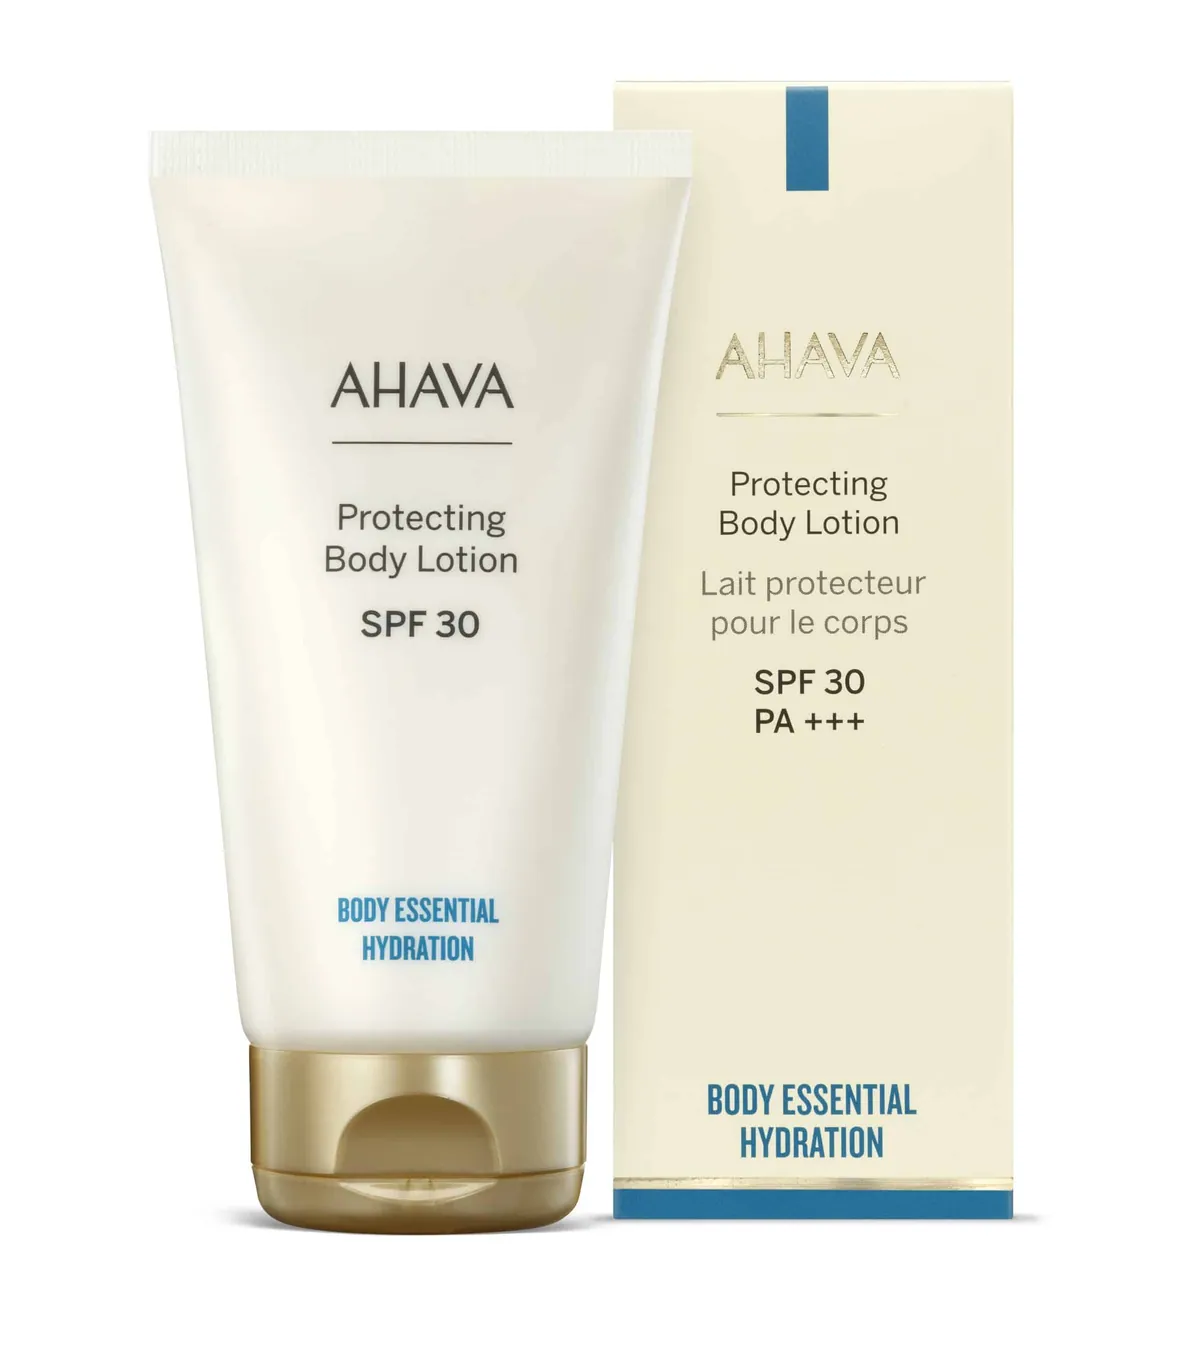 AHAVA
Protecting
Body Lotion
SPF 30
BODY ESSENTIAL
HYDRATION
AHAVA
Protecting
Body Lotion
Lait protecteur
pour le corps
SPF 30
PA +++
BODY ESSENTIAL
HYDRATION